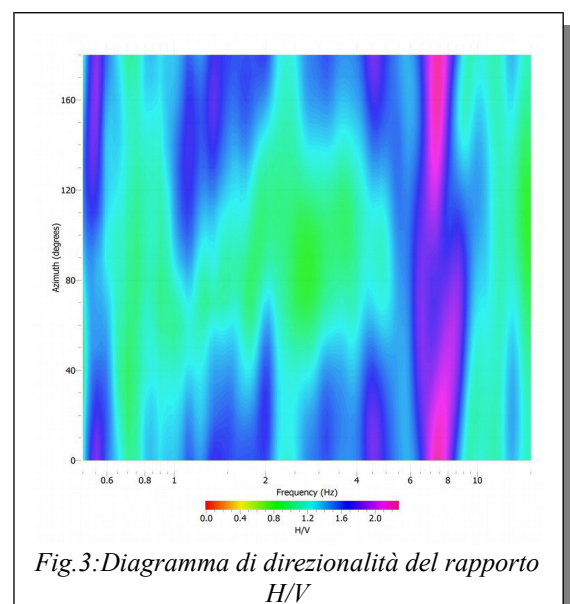 160
120
80
40
0
Azimuth (degrees)
0.6 0.8 1 2 4 6 8 10
Frequency (Hz)
0.0 0.4 0.8 1.2 1.6 2.0
H/V
Fig.3:Diagramma di direzionalità del rapporto
H/V